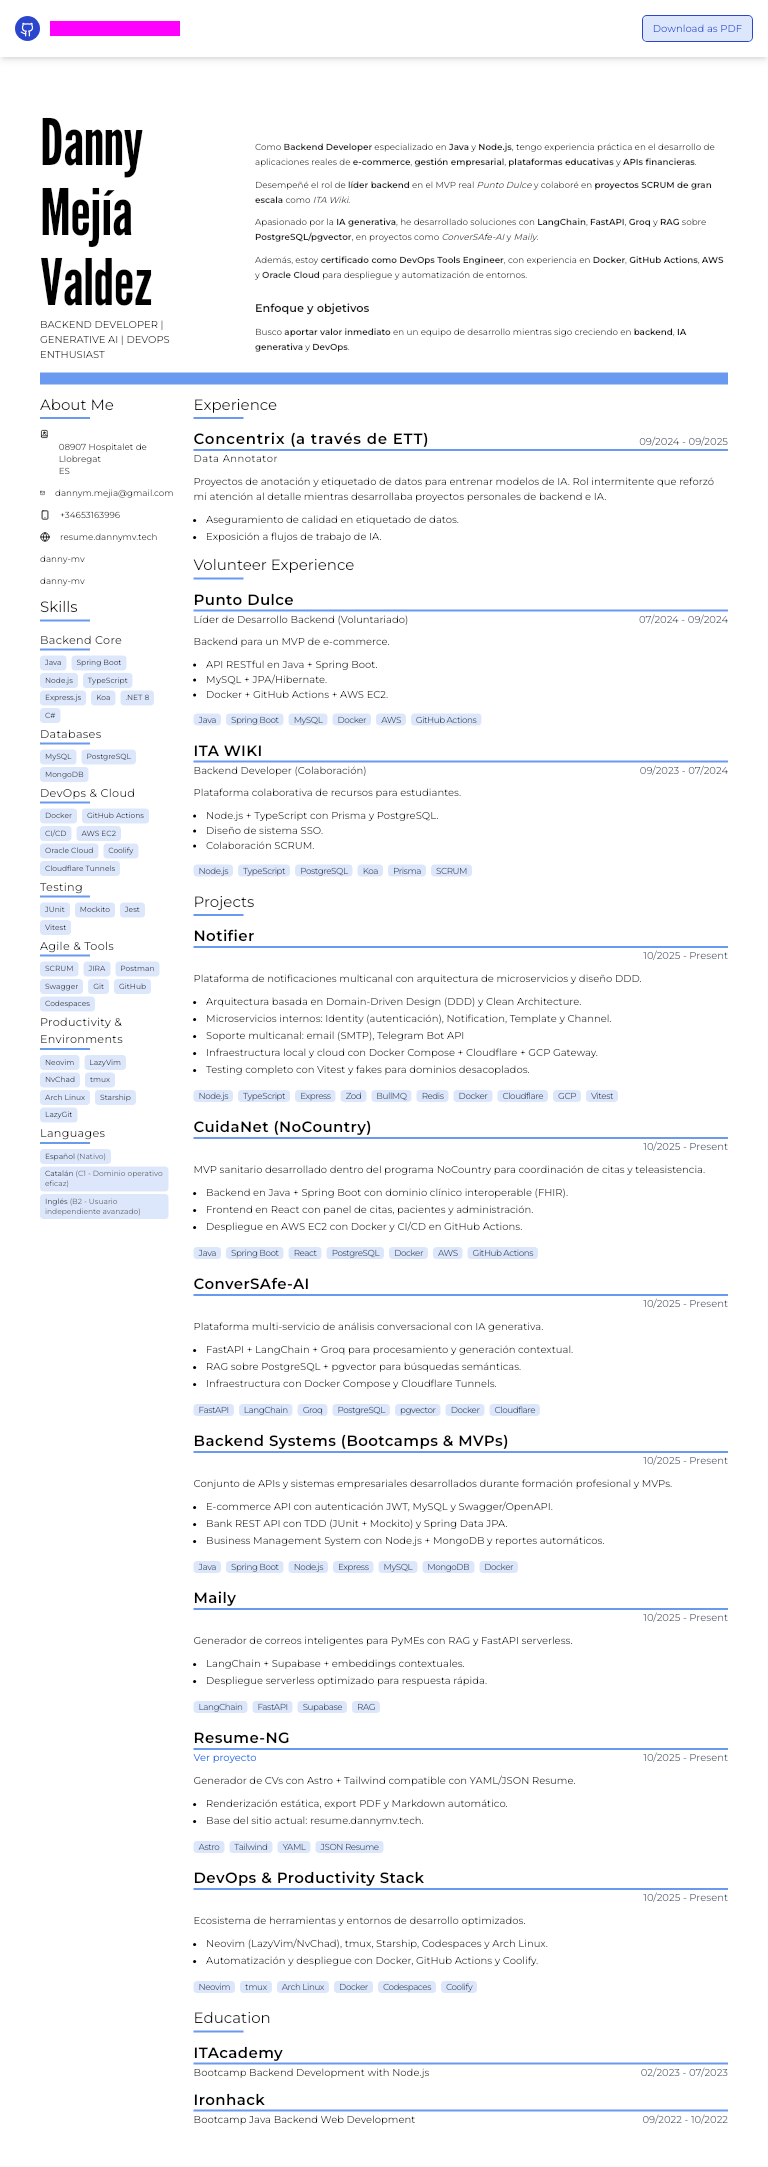 Download as PDF
Danny
Mejía
Valdez
BACKEND DEVELOPER |
GENERATIVE AI | DEVOPS
ENTHUSIAST
Como Backend Developer especializado en Java y Node.js, tengo experiencia práctica en el desarrollo de
aplicaciones reales de e-commerce, gestión empresarial, plataformas educativas y APIs financieras.
Desempeñé el rol de líder backend en el MVP real Punto Dulce y colaboré en proyectos SCRUM de gran
escala como ITA Wiki.
Apasionado por la IA generativa, he desarrollado soluciones con LangChain, FastAPI, Groq y RAG sobre
PostgreSQL/pgvector, en proyectos como ConverSAfe-AI y Maily.
Además, estoy certificado como DevOps Tools Engineer, con experiencia en Docker, GitHub Actions, AWS
y Oracle Cloud para despliegue y automatización de entornos.
Enfoque y objetivos
Busco aportar valor inmediato en un equipo de desarrollo mientras sigo creciendo en backend, IA
generativa y DevOps.
About Me
08907 Hospitalet de
Llobregat
ES
dannym.mejia@gmail.com
+34653163996
resume.dannymv.tech
danny-mv
danny-mv
Skills
Backend Core
Java Spring Boot
Node.js TypeScript
Express.js Koa .NET 8
C#
Databases
MySQL PostgreSQL
MongoDB
DevOps & Cloud
Docker GitHub Actions
CI/CD AWS EC2
Oracle Cloud Coolify
Cloudflare Tunnels
Testing
JUnit Mockito Jest
Vitest
Agile & Tools
SCRUM JIRA Postman
Swagger Git GitHub
Codespaces
Productivity &
Environments
Neovim LazyVim
NvChad tmux
Arch Linux Starship
LazyGit
Languages
Español (Nativo)
Catalán (C1 - Dominio operativo
eficaz)
Inglés (B2 - Usuario
independiente avanzado)
Experience
Concentrix (a través de ETT) 09/2024 - 09/2025
Data Annotator
Proyectos de anotación y etiquetado de datos para entrenar modelos de IA. Rol intermitente que reforzó
mi atención al detalle mientras desarrollaba proyectos personales de backend e IA.
• Aseguramiento de calidad en etiquetado de datos.
• Exposición a flujos de trabajo de IA.
Volunteer Experience
Punto Dulce
Líder de Desarrollo Backend (Voluntariado) 07/2024 - 09/2024
Backend para un MVP de e-commerce.
• API RESTful en Java + Spring Boot.
• MySQL + JPA/Hibernate.
• Docker + GitHub Actions + AWS EC2.
Java Spring Boot MySQL Docker AWS GitHub Actions
ITA WIKI
Backend Developer (Colaboración) 09/2023 - 07/2024
Plataforma colaborativa de recursos para estudiantes.
• Node.js + TypeScript con Prisma y PostgreSQL.
• Diseño de sistema SSO.
• Colaboración SCRUM.
Node.js TypeScript PostgreSQL Koa Prisma SCRUM
Projects
Notifier
10/2025 - Present
Plataforma de notificaciones multicanal con arquitectura de microservicios y diseño DDD.
• Arquitectura basada en Domain-Driven Design (DDD) y Clean Architecture.
• Microservicios internos: Identity (autenticación), Notification, Template y Channel.
• Soporte multicanal: email (SMTP), Telegram Bot API
• Infraestructura local y cloud con Docker Compose + Cloudflare + GCP Gateway.
• Testing completo con Vitest y fakes para dominios desacoplados.
Node.js TypeScript Express Zod BullMQ Redis Docker Cloudflare GCP Vitest
CuidaNet (NoCountry)
10/2025 - Present
MVP sanitario desarrollado dentro del programa NoCountry para coordinación de citas y teleasistencia.
• Backend en Java + Spring Boot con dominio clínico interoperable (FHIR).
• Frontend en React con panel de citas, pacientes y administración.
• Despliegue en AWS EC2 con Docker y CI/CD en GitHub Actions.
Java Spring Boot React PostgreSQL Docker AWS GitHub Actions
ConverSAfe-AI
10/2025 - Present
Plataforma multi-servicio de análisis conversacional con IA generativa.
• FastAPI + LangChain + Groq para procesamiento y generación contextual.
• RAG sobre PostgreSQL + pgvector para búsquedas semánticas.
• Infraestructura con Docker Compose y Cloudflare Tunnels.
FastAPI LangChain Groq PostgreSQL pgvector Docker Cloudflare
Backend Systems (Bootcamps & MVPs)
10/2025 - Present
Conjunto de APIs y sistemas empresariales desarrollados durante formación profesional y MVPs.
• E-commerce API con autenticación JWT, MySQL y Swagger/OpenAPI.
• Bank REST API con TDD (JUnit + Mockito) y Spring Data JPA.
• Business Management System con Node.js + MongoDB y reportes automáticos.
Java Spring Boot Node.js Express MySQL MongoDB Docker
Maily
10/2025 - Present
Generador de correos inteligentes para PyMEs con RAG y FastAPI serverless.
• LangChain + Supabase + embeddings contextuales.
• Despliegue serverless optimizado para respuesta rápida.
LangChain FastAPI Supabase RAG
Resume-NG
Ver proyecto 10/2025 - Present
Generador de CVs con Astro + Tailwind compatible con YAML/JSON Resume.
• Renderización estática, export PDF y Markdown automático.
• Base del sitio actual: resume.dannymv.tech.
Astro Tailwind YAML JSON Resume
DevOps & Productivity Stack
10/2025 - Present
Ecosistema de herramientas y entornos de desarrollo optimizados.
• Neovim (LazyVim/NvChad), tmux, Starship, Codespaces y Arch Linux.
• Automatización y despliegue con Docker, GitHub Actions y Coolify.
Neovim tmux Arch Linux Docker Codespaces Coolify
Education
ITAcademy
Bootcamp Backend Development with Node.js 02/2023 - 07/2023
Ironhack
Bootcamp Java Backend Web Development 09/2022 - 10/2022